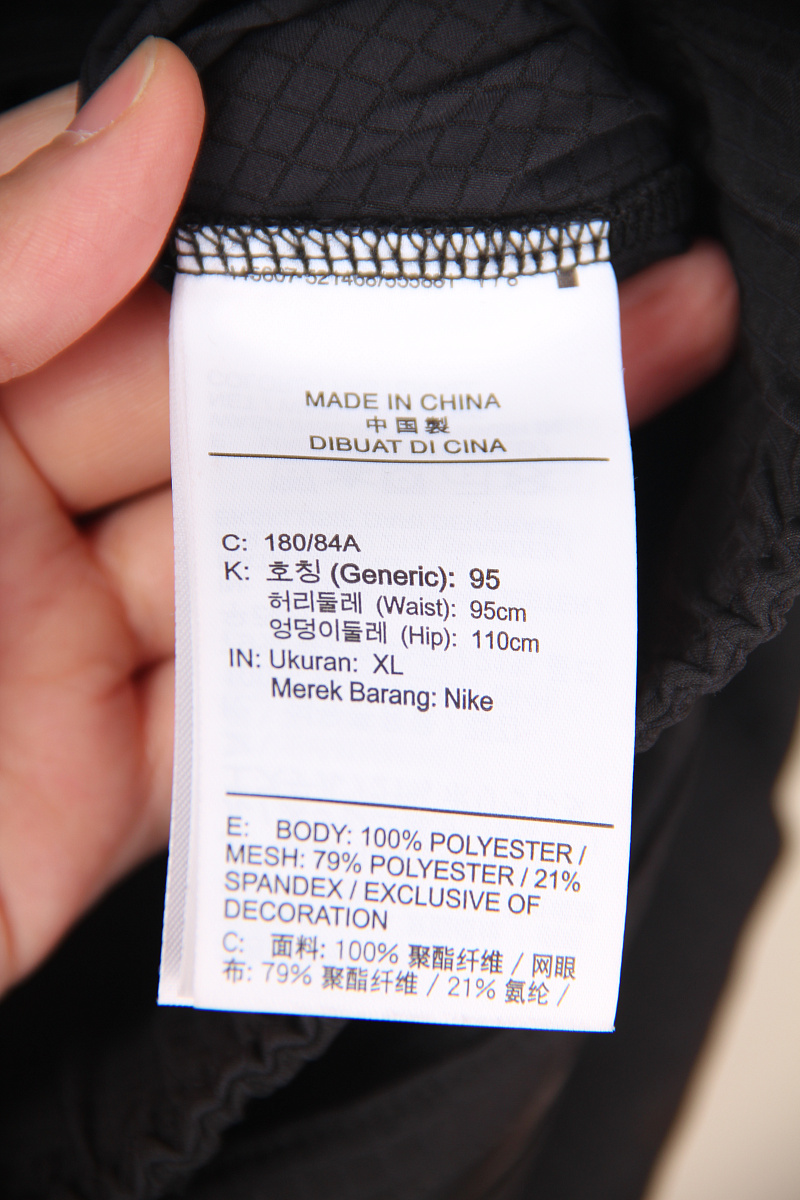 MADE IN CHINA
中国製
DIBUAT DI CINA
C: 180/84A
K: 호칭 (Generic): 95
허리둘레 (Waist): 95cm
엉덩이둘레 (Hip): 110cm
IN: Ukuran: XL
Merek Barang: Nike
E: BODY: 100% POLYESTER /
MESH: 79% POLYESTER / 21%
SPANDEX / EXCLUSIVE OF
DECORATION
C: 面料: 100% 聚酯纤维 / 网眼
布: 79% 聚酯纤维 / 21% 氨纶 /